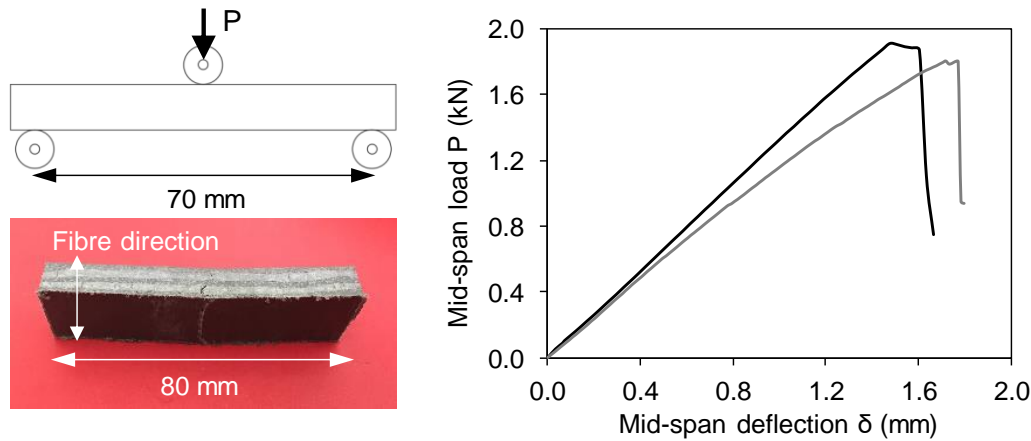 P
70 mm
Fibre direction
80 mm
Mid-span load P (kN)
2.0
1.6
1.2
0.8
0.4
0.0
0.0 0.4 0.8 1.2 1.6 2.0
Mid-span deflection δ (mm)